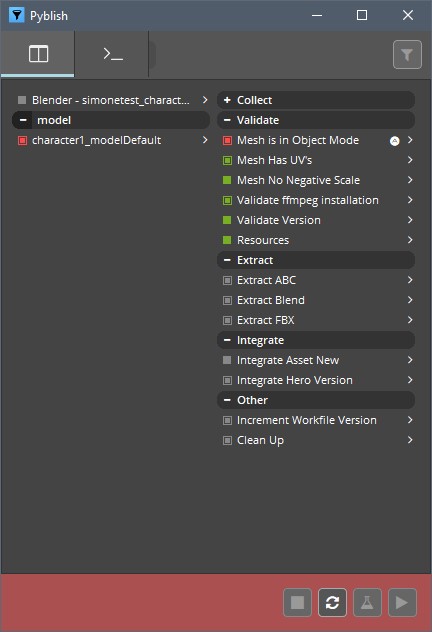 Pyblish
Blender - simonetest_charact...
model
character1_modelDefault
Collect
Validate
Mesh is in Object Mode
Mesh Has UV's
Mesh No Negative Scale
Validate ffmpeg installation
Validate Version
Resources
Extract
Extract ABC
Extract Blend
Extract FBX
Integrate
Integrate Asset New
Integrate Hero Version
Other
Increment Workfile Version
Clean Up